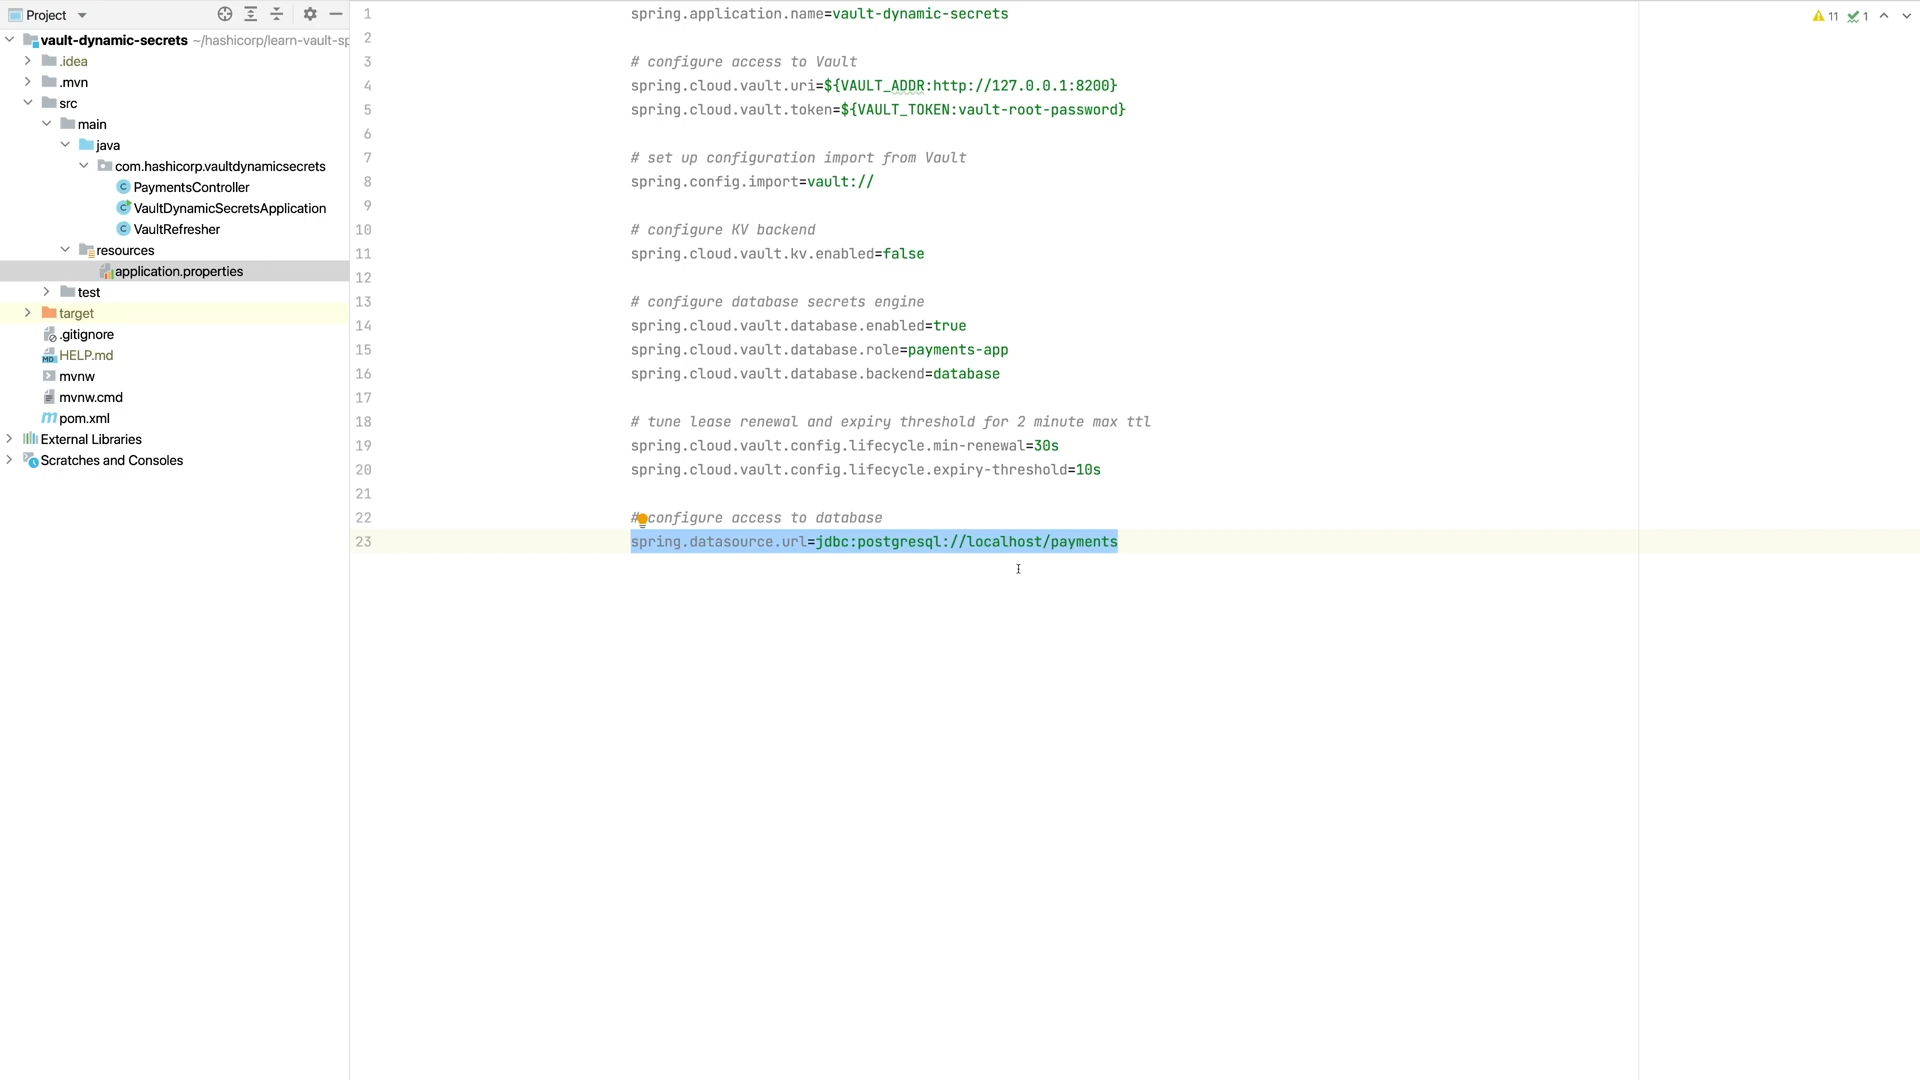 Project
vault-dynamic-secrets ~/hashicorp/learn-vault-sp
.idea
.mvn
src
main
java
com.hashicorp.vaultdynamicsecrets
PaymentsController
VaultDynamicSecretsApplication
VaultRefresher
resources
application.properties
test
target
.gitignore
HELP.md
mvnw
mvnw.cmd
pom.xml
External Libraries
Scratches and Consoles
1 spring.application.name=vault-dynamic-secrets
2
3 # configure access to Vault
4 spring.cloud.vault.uri=${VAULT_ADDR:http://127.0.0.1:8200}
5 spring.cloud.vault.token=${VAULT_TOKEN:vault-root-password}
6
7 # set up configuration import from Vault
8 spring.config.import=vault://
9
10 # configure KV backend
11 spring.cloud.vault.kv.enabled=false
12
13 # configure database secrets engine
14 spring.cloud.vault.database.enabled=true
15 spring.cloud.vault.database.role=payments-app
16 spring.cloud.vault.database.backend=database
17
18 # tune lease renewal and expiry threshold for 2 minute max ttl
19 spring.cloud.vault.config.lifecycle.min-renewal=30s
20 spring.cloud.vault.config.lifecycle.expiry-threshold=10s
21
22 # configure access to database
23 spring.datasource.url=jdbc:postgresql://localhost/payments
11 1